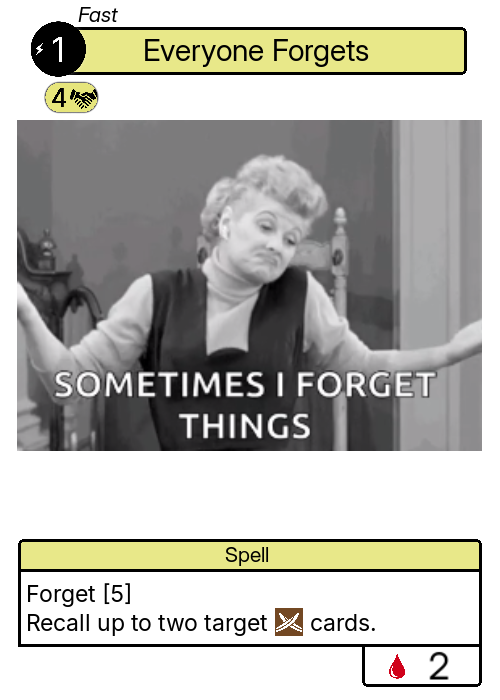 Fast
1
Everyone Forgets
4
SOMETIMES I FORGET
THINGS
Spell
Forget [5]
Recall up to two target cards.
2